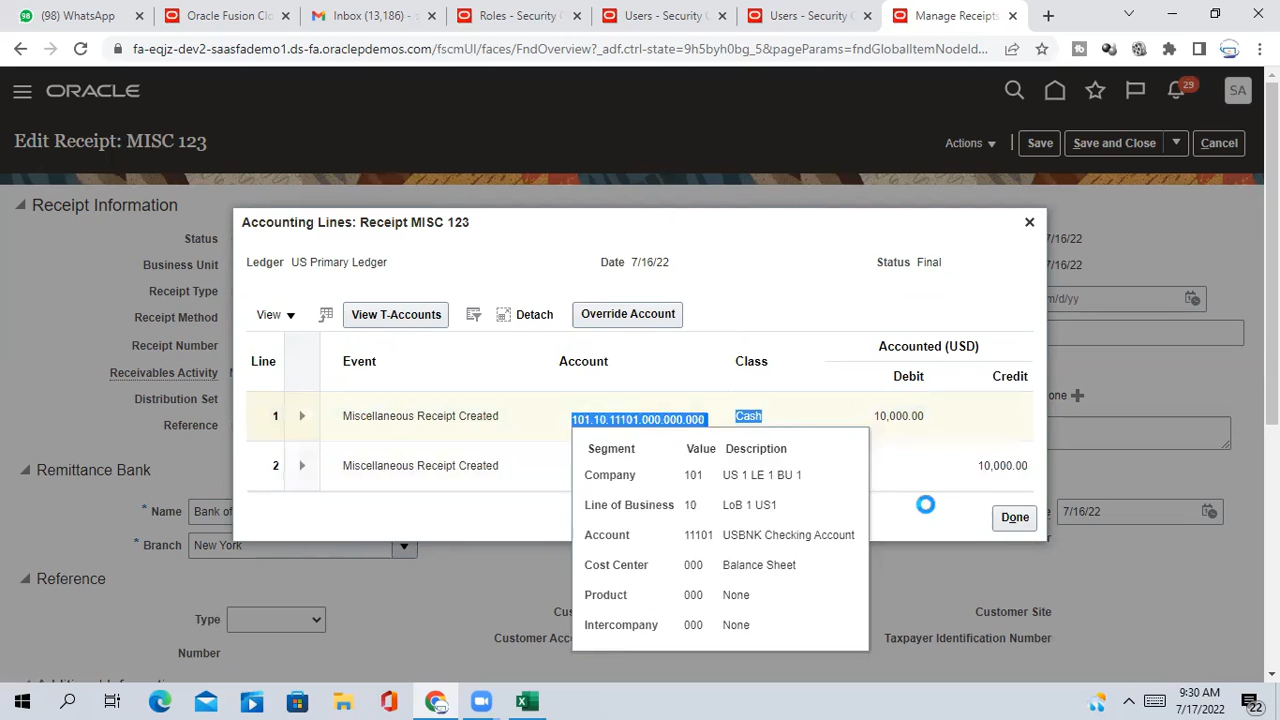 (98) WhatsApp
Oracle Fusion Clo
Inbox (13,186) -
Roles - Security
Users - Security
Users - Security
Manage Receipts
fa-eqjz-dev2-saasfademo1.ds-fa.oraclepdemos.com/fscmUI/faces/FndOverview?_adf.ctrl-state=9h5byh0bg_5&pageParams=fndGlobalItemNodeId...
ORACLE
29
SA
Edit Receipt: MISC 123
Actions
Save
Save and Close
Cancel
Receipt Information
Status
7/16/22
Business Unit
7/16/22
Receipt Type
m/d/yy
Receipt Method
Receipt Number
Receivables Activity
Distribution Set
one
Reference
Accounting Lines: Receipt MISC 123
Ledger US Primary Ledger
Date 7/16/22
Status Final
View
View T-Accounts
Detach
Override Account
Line
Event
Account
Class
Accounted (USD)
Debit
Credit
1 Miscellaneous Receipt Created 101.10.11101.000.000.000 Cash 10,000.00
2 Miscellaneous Receipt Created 10,000.00
Segment Value Description
Company 101 US 1 LE 1 BU 1
Line of Business 10 LoB 1 US1
Account 11101 USBNK Checking Account
Cost Center 000 Balance Sheet
Product 000 None
Intercompany 000 None
Done
Remittance Bank
* Name Bank of
7/16/22
* Branch New York
Reference
Type
Number
Customer Acc
Customer Site
Taxpayer Identification Number
9:30 AM
7/17/2022
22